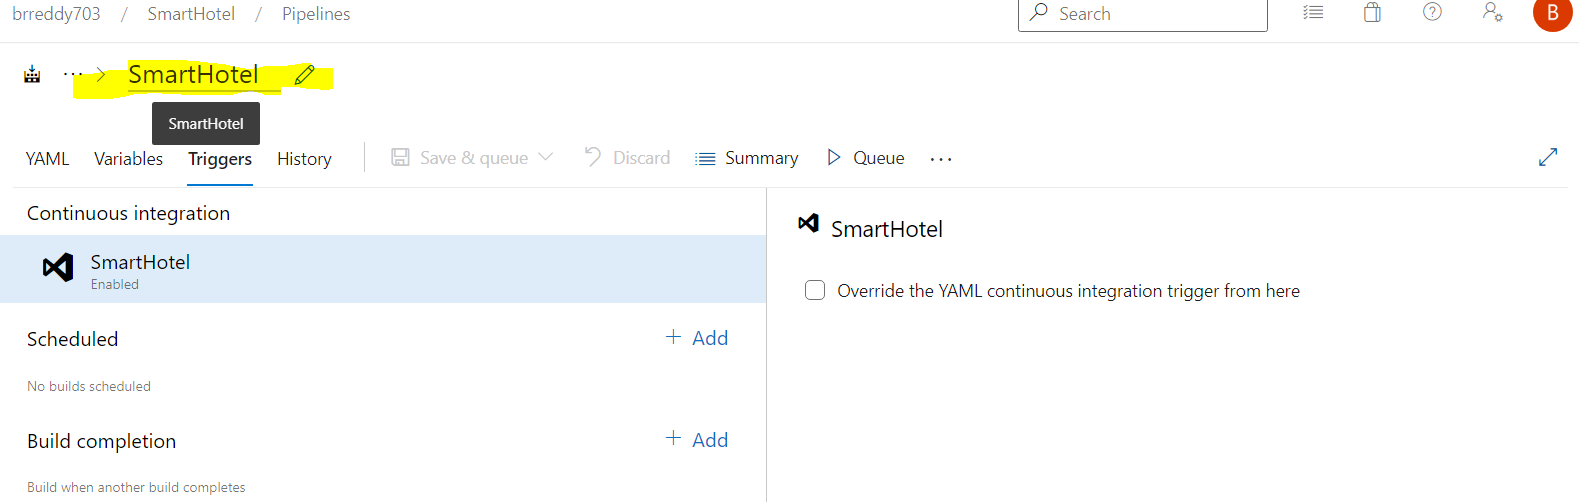 brreddy703 / SmartHotel / Pipelines
Search
B
... > SmartHotel
SmartHotel
YAML Variables Triggers History Save & queue Discard Summary Queue ...
Continuous integration
SmartHotel
Enabled
Scheduled
+ Add
No builds scheduled
Build completion
+ Add
Build when another build completes
SmartHotel
Override the YAML continuous integration trigger from here